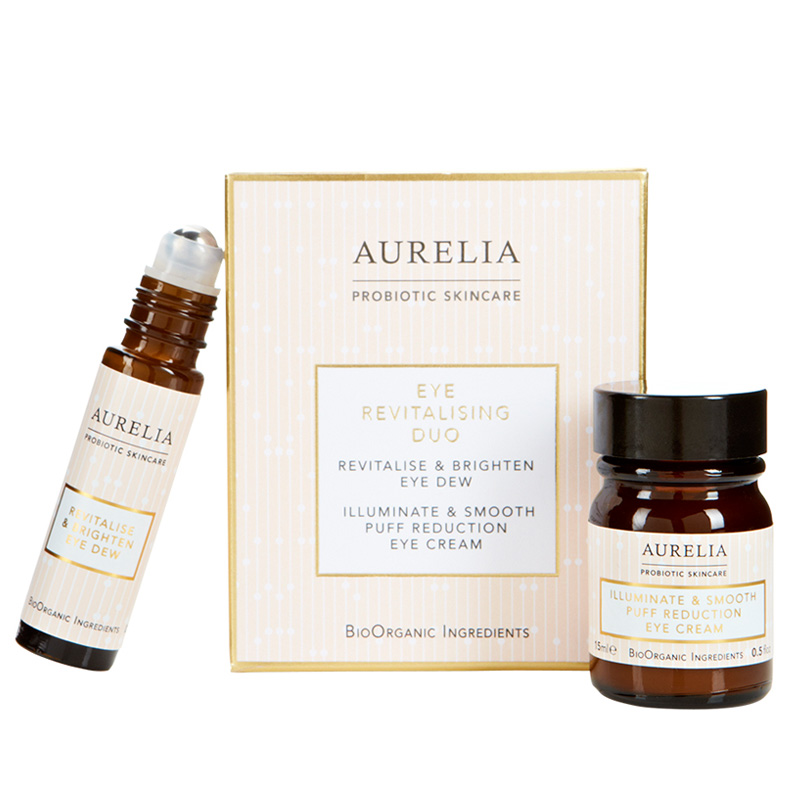 AURELIA
PROBIOTIC SKINCARE
REVITALISE
& BRIGHTEN
EYE DEW
BIOORGANIC INGREDIENTS
AURELIA
PROBIOTIC SKINCARE
EYE
REVITALISING
DUO
REVITALISE & BRIGHTEN
EYE DEW
ILLUMINATE & SMOOTH
PUFF REDUCTION
EYE CREAM
BIOORGANIC INGREDIENTS
AURELIA
PROBIOTIC SKINCARE
ILLUMINATE & SMOOTH
PUFF REDUCTION
EYE CREAM
15ml℮ BIOORGANIC INGREDIENTS 0.5